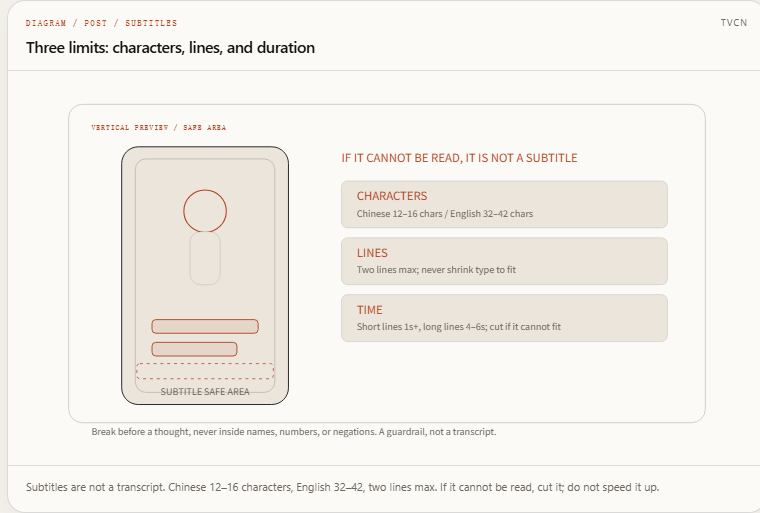 DIAGRAM / POST / SUBTITLES
TVCN
Three limits: characters, lines, and duration
VERTICAL PREVIEW / SAFE AREA
SUBTITLE SAFE AREA
IF IT CANNOT BE READ, IT IS NOT A SUBTITLE
CHARACTERS
Chinese 12–16 chars / English 32–42 chars
LINES
Two lines max; never shrink type to fit
TIME
Short lines 1s+, long lines 4–6s; cut if it cannot fit
Break before a thought, never inside names, numbers, or negations. A guardrail, not a transcript.
Subtitles are not a transcript. Chinese 12–16 characters, English 32–42, two lines max. If it cannot be read, cut it; do not speed it up.